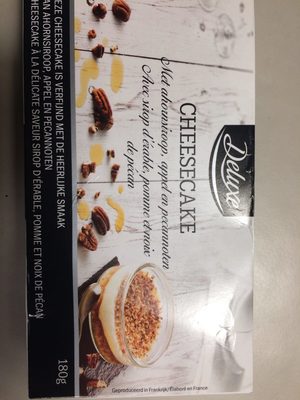 Deluxe
CHEESECAKE
Met ahornsiroop, appel en pecannoten
Avec sirop d'érable, pomme et noix
de pécan
Geproduceerd in Frankrijk/Élaboré en France
DEZE CHEESECAKE IS VERFIJND MET DE HEERLIJKE SMAAK
VAN AHORNSIROOP, APPEL EN PECANNOTEN
CHEESECAKE À LA DÉLICATE SAVEUR SIROP D'ÉRABLE, POMME ET NOIX DE PÉCAN
180g